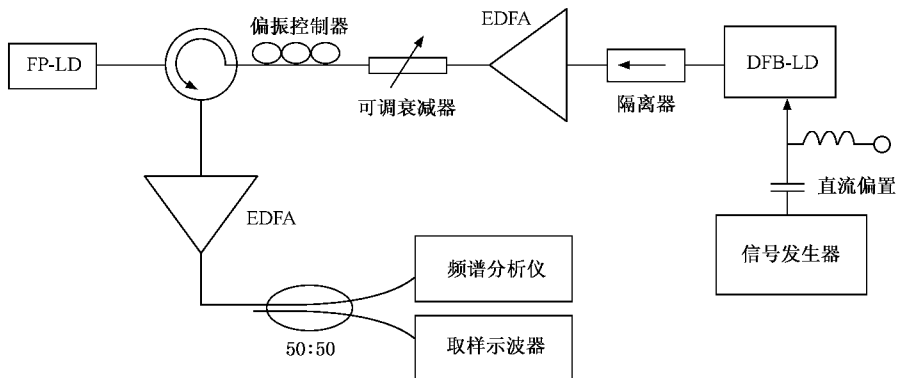 偏振控制器
EDFA
FP-LD
DFB-LD
可调衰减器
隔离器
直流偏置
EDFA
信号发生器
频谱分析仪
50:50
取样示波器